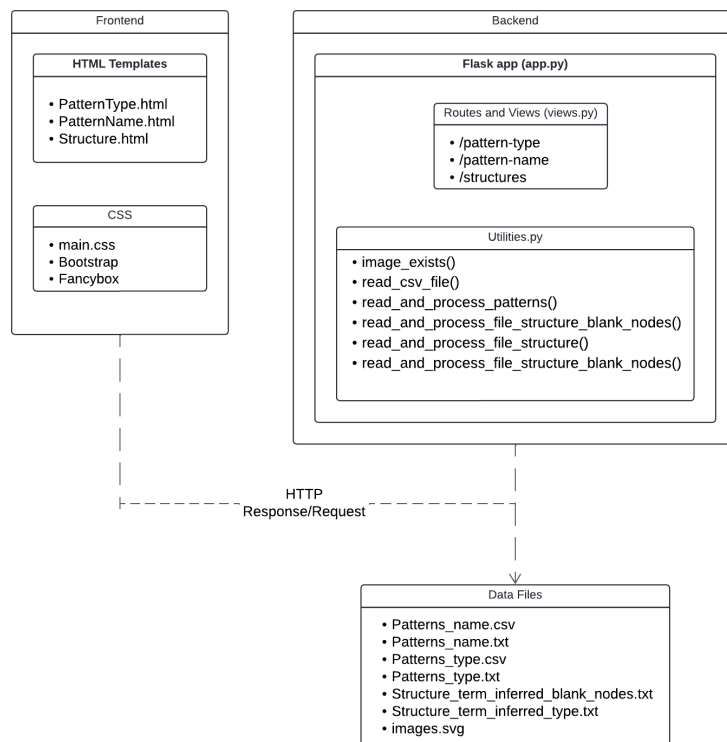 Frontend
HTML Templates
• PatternType.html
• PatternName.html
• Structure.html
CSS
• main.css
• Bootstrap
• Fancybox
Backend
Flask app (app.py)
Routes and Views (views.py)
• /pattern-type
• /pattern-name
• /structures
Utilities.py
• image_exists()
• read_csv_file()
• read_and_process_patterns()
• read_and_process_file_structure_blank_nodes()
• read_and_process_file_structure()
• read_and_process_file_structure_blank_nodes()
HTTP
Response/Request
Data Files
• Patterns_name.csv
• Patterns_name.txt
• Patterns_type.csv
• Patterns_type.txt
• Structure_term_inferred_blank_nodes.txt
• Structure_term_inferred_type.txt
• images.svg